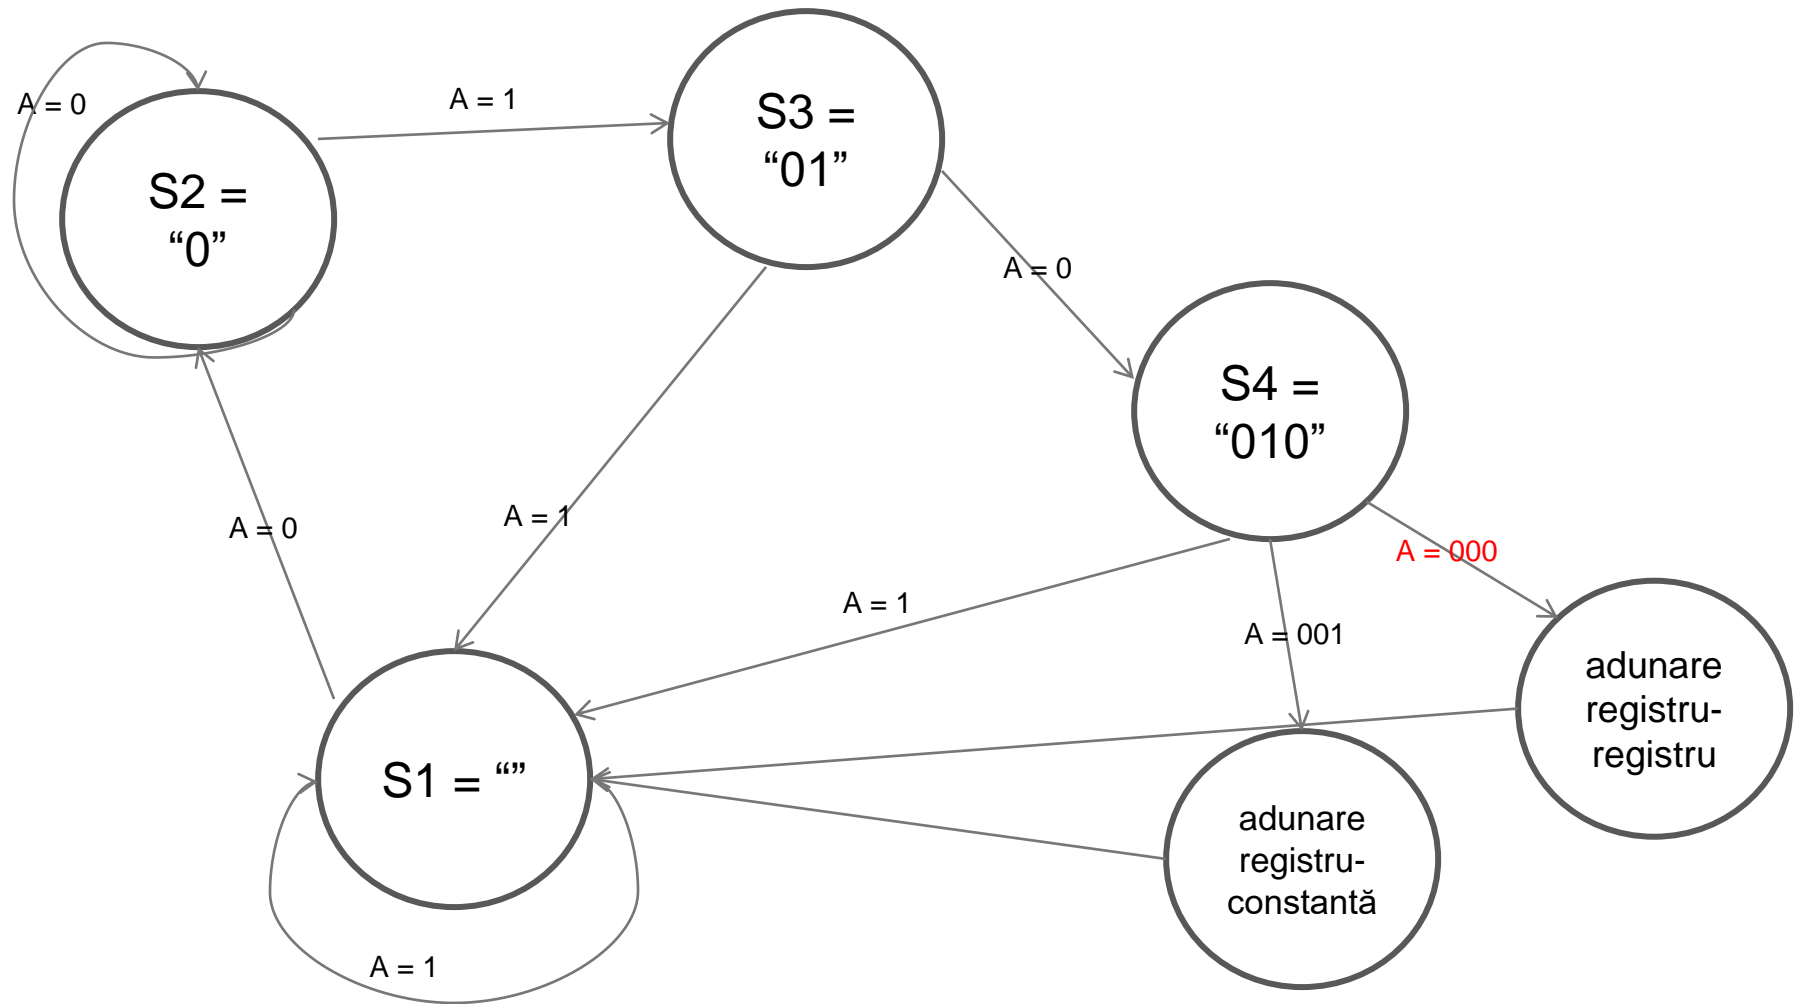 A = 0
A = 1
S3 =
“01”
S2 =
“0”
A = 0
S4 =
“010”
A = 0
A = 1
A = 000
A = 1
A = 001
adunare
registru-
registru
S1 = “”
adunare
registru-
constantă
A = 1